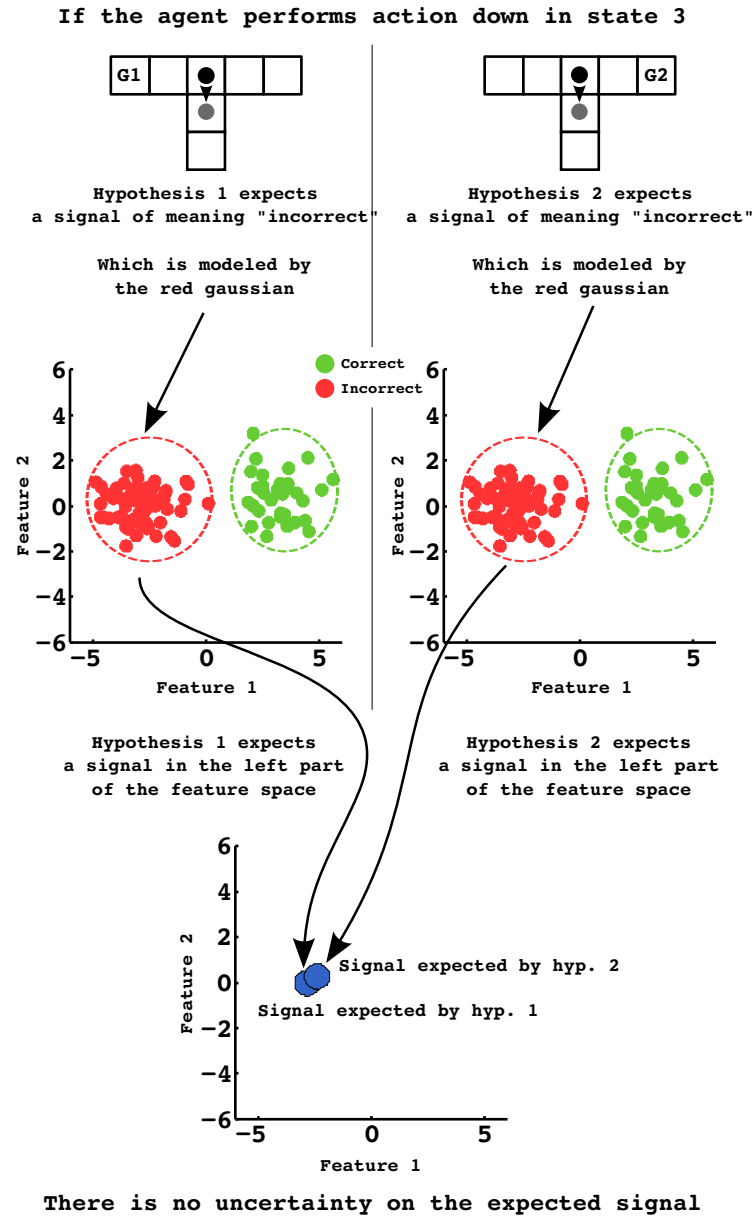 If the agent performs action down in state 3
G1
G2
Hypothesis 1 expects
a signal of meaning "incorrect"
Hypothesis 2 expects
a signal of meaning "incorrect"
Which is modeled by
the red gaussian
Which is modeled by
the red gaussian
Correct
Incorrect
6
4
2
0
−2
−4
−6
−5
0
5
Feature 2
Feature 1
6
4
2
0
−2
−4
−6
−5
0
5
Feature 2
Feature 1
Hypothesis 1 expects
a signal in the left part
of the feature space
Hypothesis 2 expects
a signal in the left part
of the feature space
6
4
2
0
−2
−4
−6
−5
0
5
Feature 2
Feature 1
Signal expected by hyp. 2
Signal expected by hyp. 1
There is no uncertainty on the expected signal